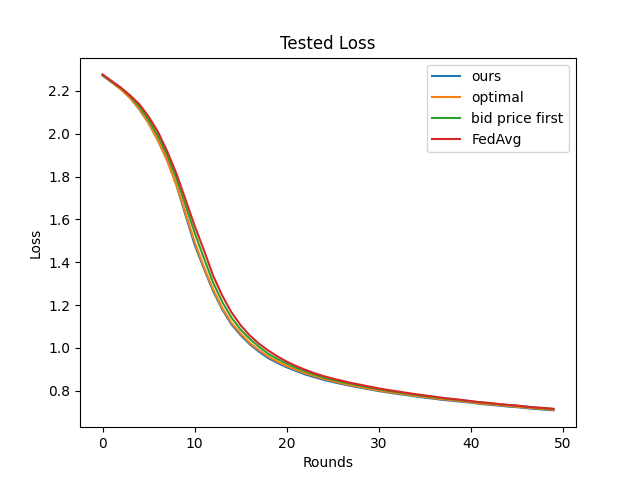 Tested Loss
ours
optimal
bid price first
FedAvg
2.2
2.0
1.8
1.6
1.4
1.2
1.0
0.8
Loss
0 10 20 30 40 50
Rounds